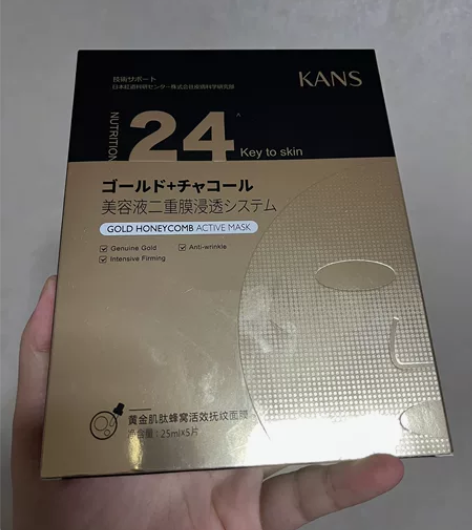 技術サポート
KANS
NUTRITION
24
Key to skin
ゴールド+チャコール
美容液二重膜浸透システム
GOLD HONEYCOMB ACTIVE MASK
Genuine Gold
Anti-wrinkle
Intensive Firming
黄金肌肽蜂窝活效抚纹面膜
净含量:25ml×5片